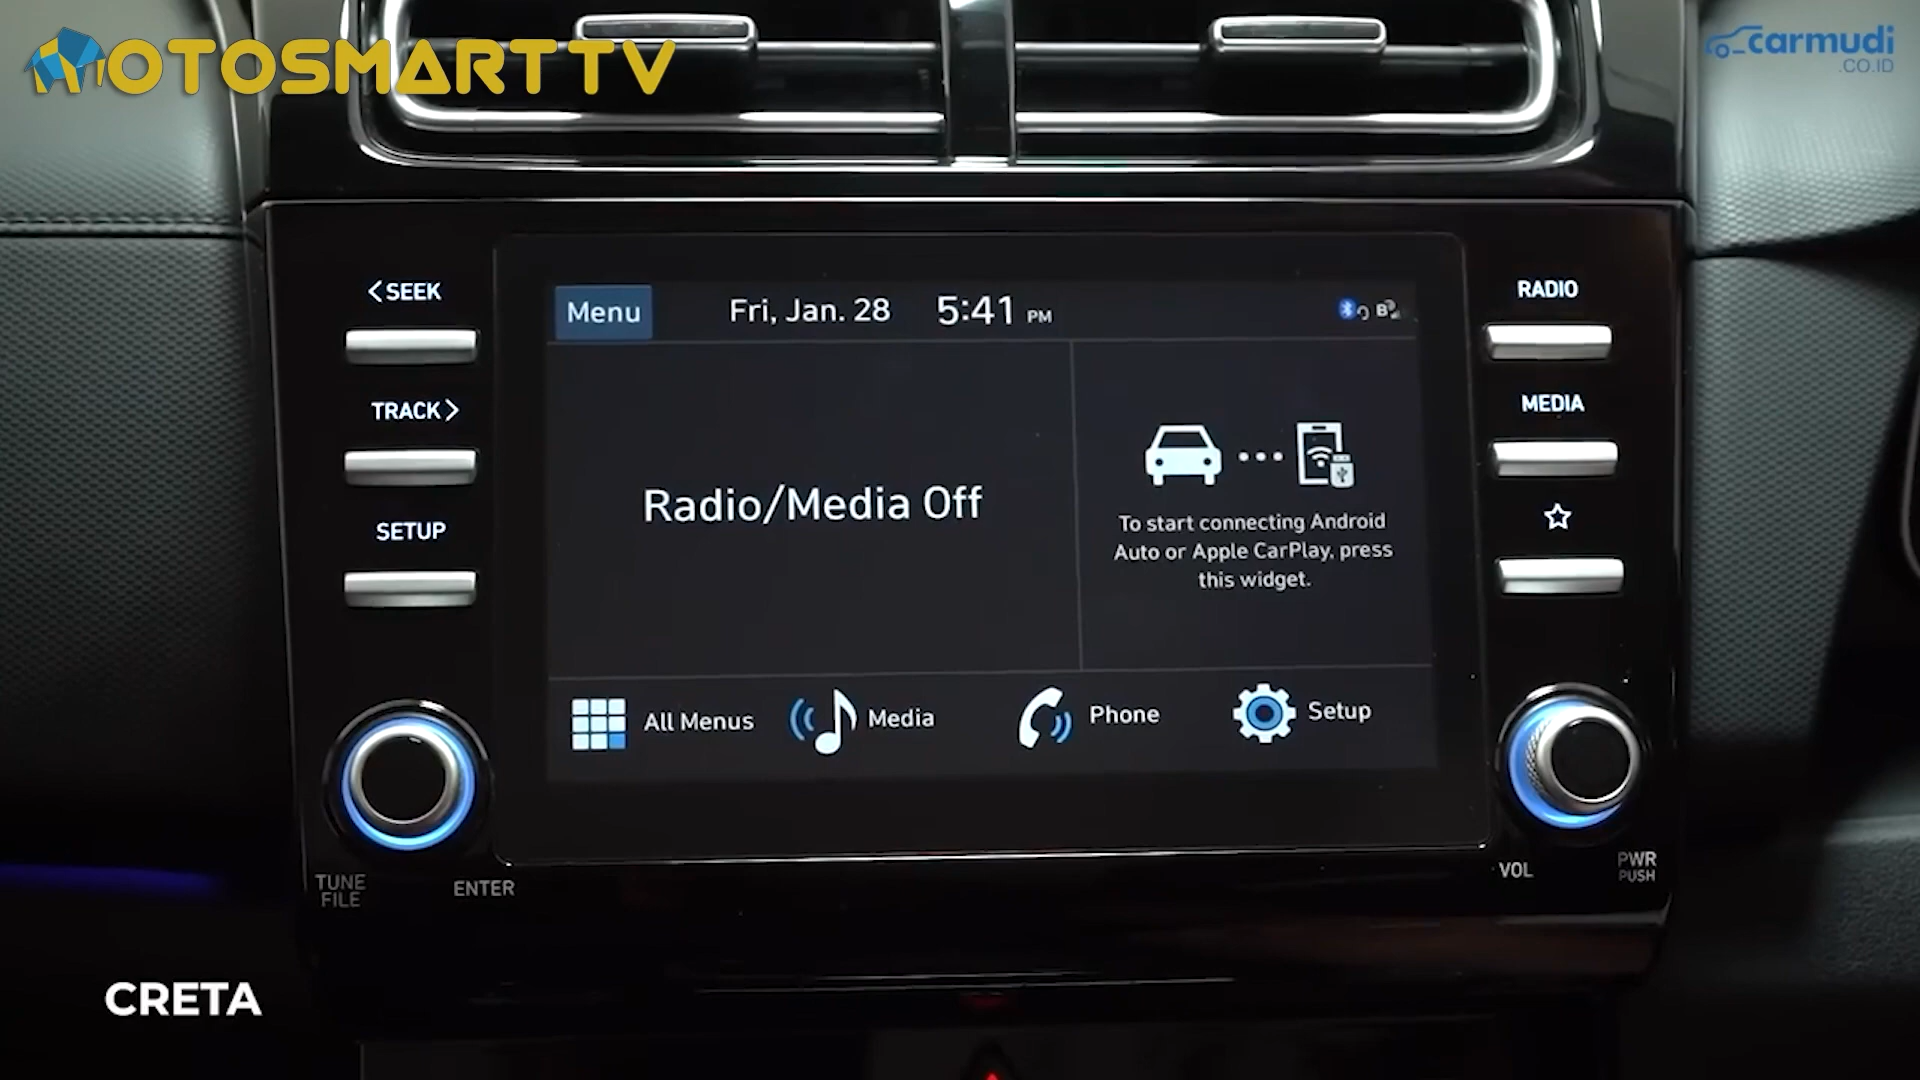 MOTOSMARTTV
carmudi
.CO.ID
<SEEK
RADIO
Menu
Fri, Jan. 28
5:41 PM
TRACK>
MEDIA
SETUP
Radio/Media Off
To start connecting Android
Auto or Apple CarPlay, press
this widget.
All Menus
Media
Phone
Setup
TUNE
FILE
ENTER
VOL
PWR
PUSH
CRETA